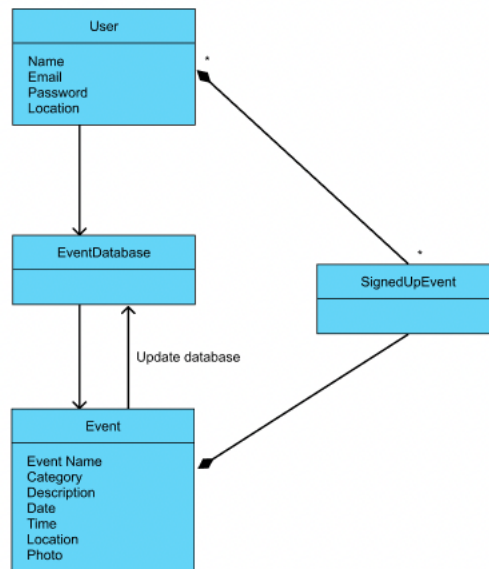 User
Name
Email
Password
Location
*
EventDatabase
*
SignedUpEvent
Update database
Event
Event Name
Category
Description
Date
Time
Location
Photo